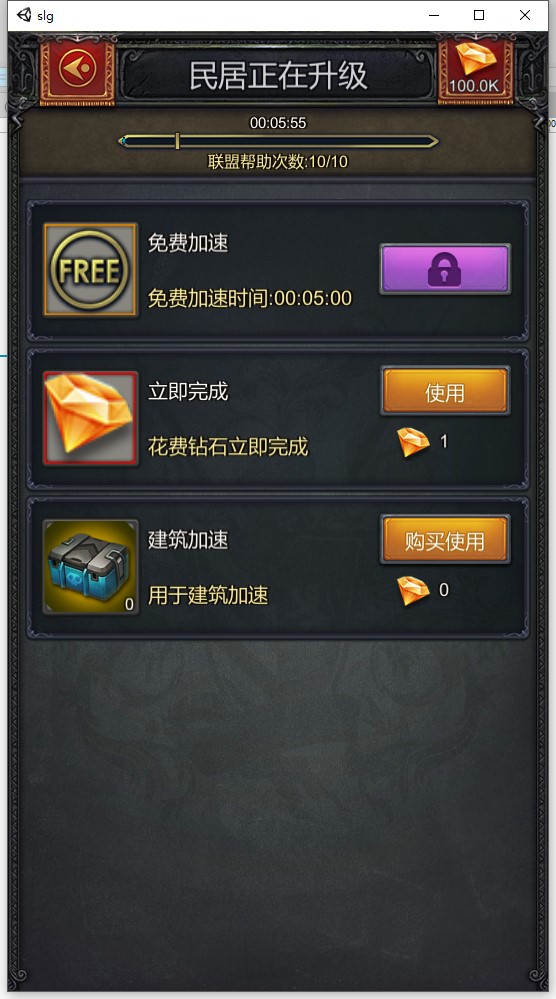 slg
民居正在升级
100.0K
00:05:55
联盟帮助次数:10/10
FREE
免费加速
免费加速时间:00:05:00
立即完成
使用
花费钻石立即完成
1
建筑加速
购买使用
0
用于建筑加速
0